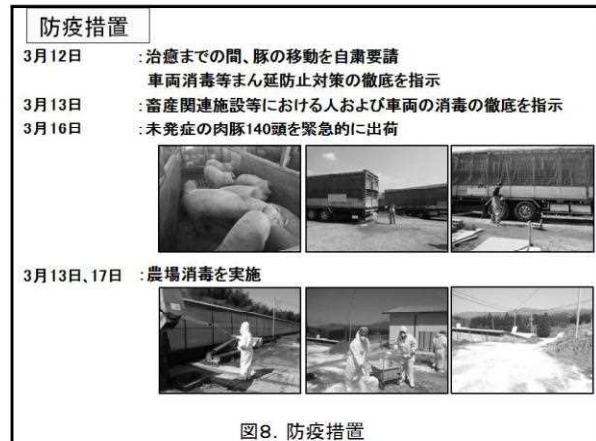 防疫措置
3月12日　:治癒までの間、豚の移動を自粛要請
車両消毒等まん延防止対策の徹底を指示
3月13日　:畜産関連施設等における人および車両の消毒の徹底を指示
3月16日　:未発症の肉豚140頭を緊急的に出荷
3月13日、17日　:農場消毒を実施
図8. 防疫措置